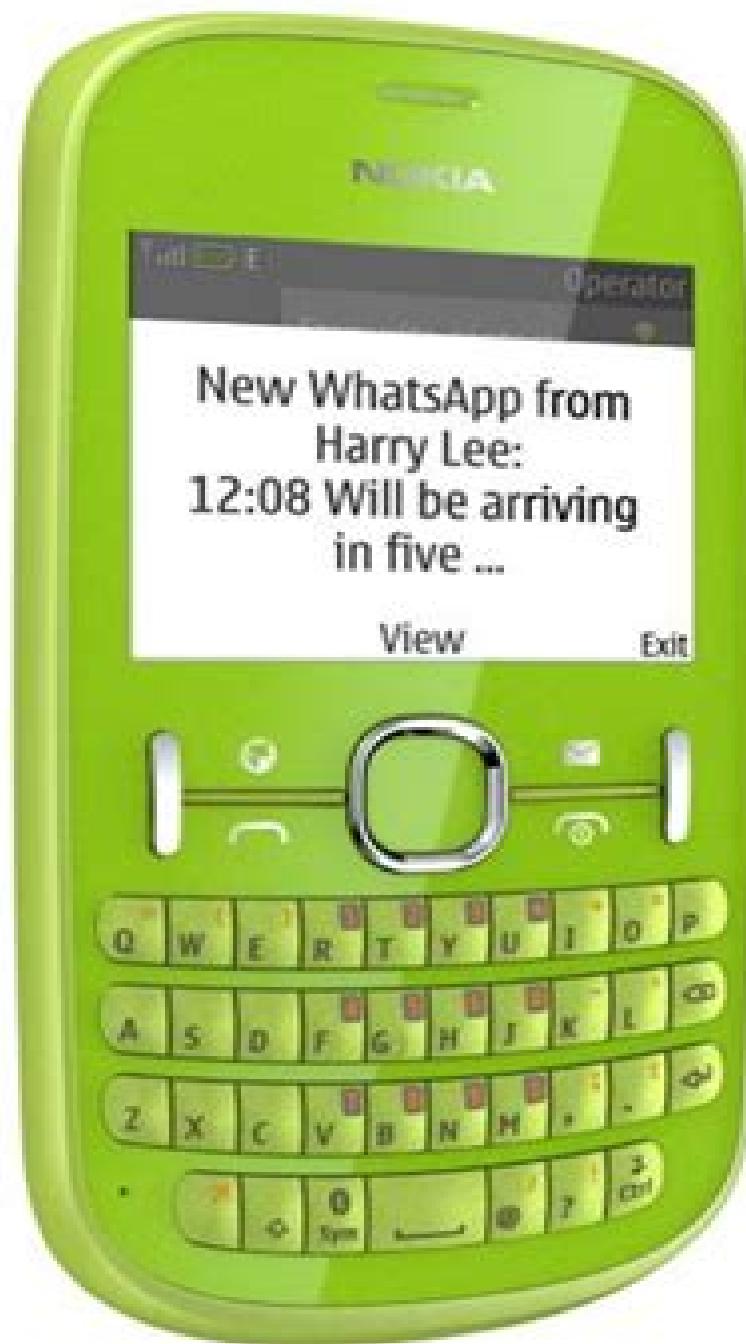 NOKIA
Operator
New WhatsApp from
Harry Lee:
12:08 Will be arriving
in five ...
View
Exit
Q W E R T Y U I O P
A S D F G H J K L
Z X C V B N M , .
0
Sym @ ? Ctrl